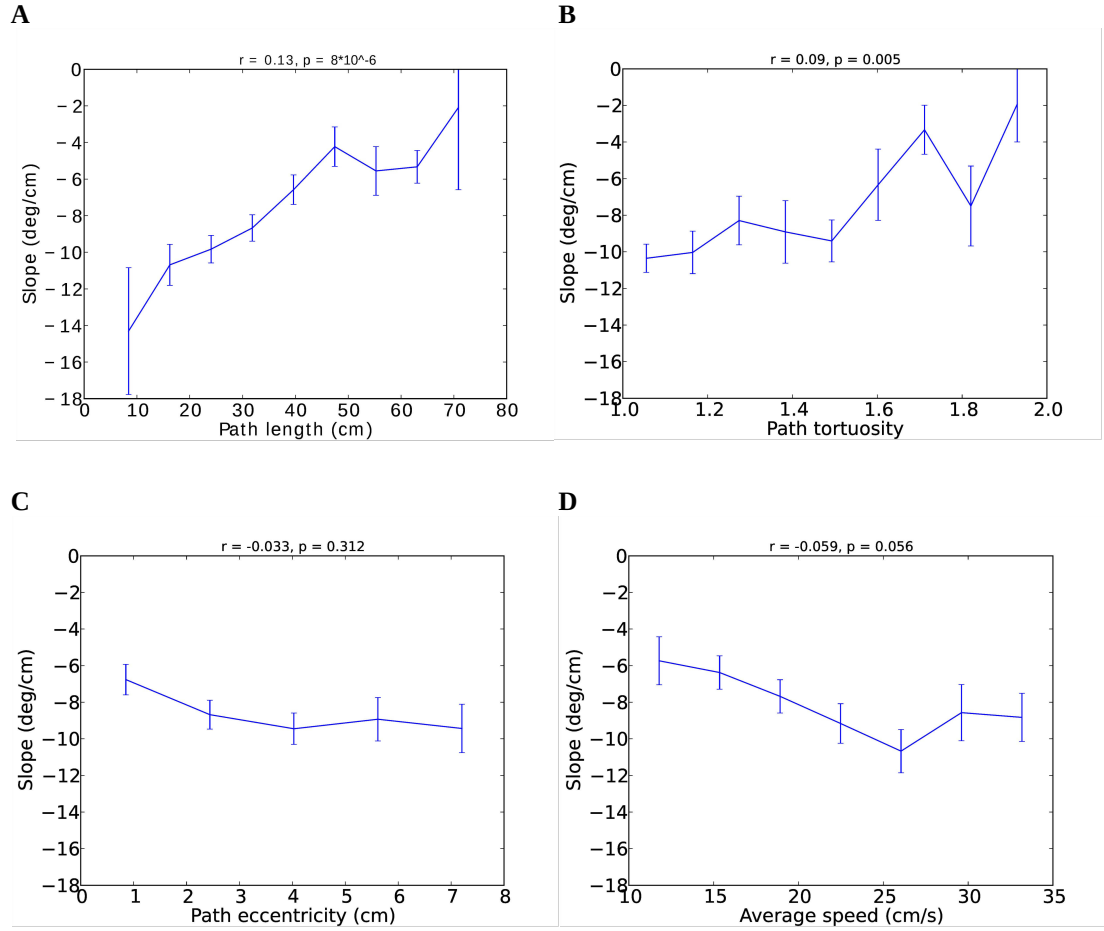 A
r = 0.13, p = 8*10^-6
0
−2
−4
−6
−8
−10
−12
−14
−16
−18
Slope (deg/cm)
0 10 20 30 40 50 60 70 80
Path length (cm)
B
r = 0.09, p = 0.005
0
−2
−4
−6
−8
−10
−12
−14
−16
−18
Slope (deg/cm)
1.0 1.2 1.4 1.6 1.8 2.0
Path tortuosity
C
r = -0.033, p = 0.312
0
−2
−4
−6
−8
−10
−12
−14
−16
−18
Slope (deg/cm)
0 1 2 3 4 5 6 7 8
Path eccentricity (cm)
D
r = -0.059, p = 0.056
0
−2
−4
−6
−8
−10
−12
−14
−16
−18
Slope (deg/cm)
10 15 20 25 30 35
Average speed (cm/s)